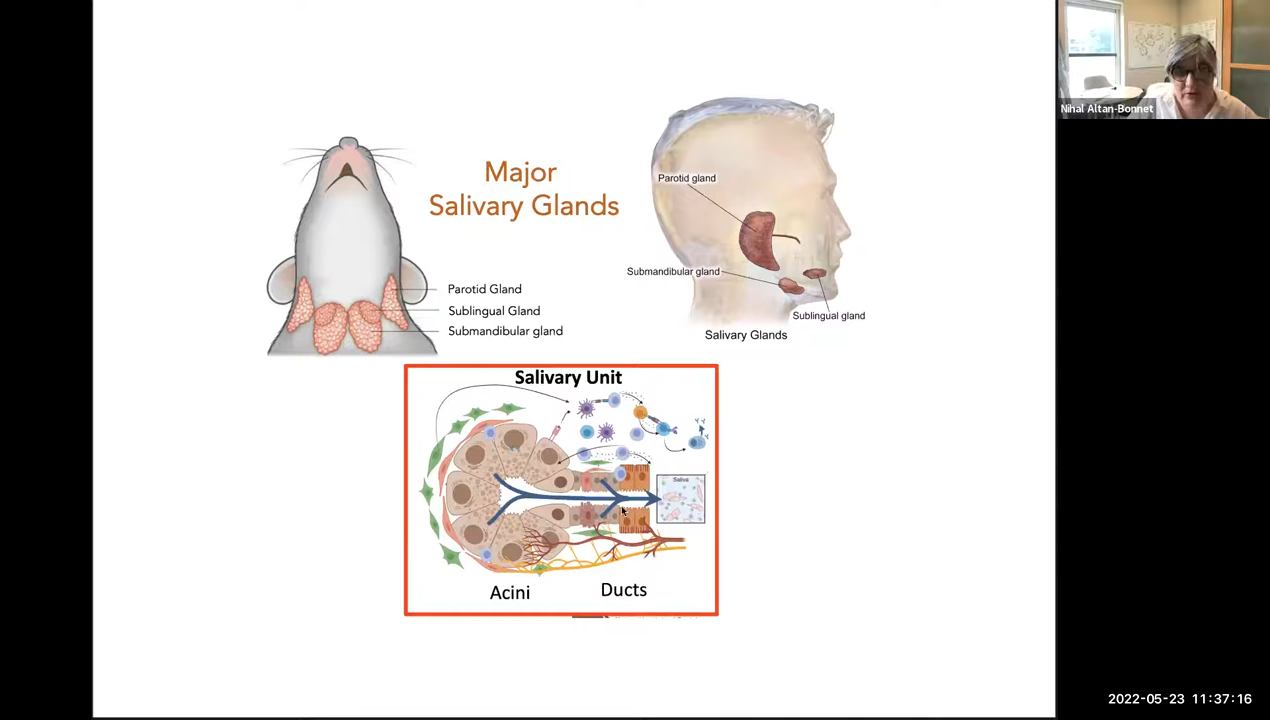 Nihal Altan-Bonnet
Major
Salivary Glands
Parotid Gland
Sublingual Gland
Submandibular gland
Parotid gland
Submandibular gland
Sublingual gland
Salivary Glands
Salivary Unit
Saliva
Acini
Ducts
2022-05-23 11:37:16